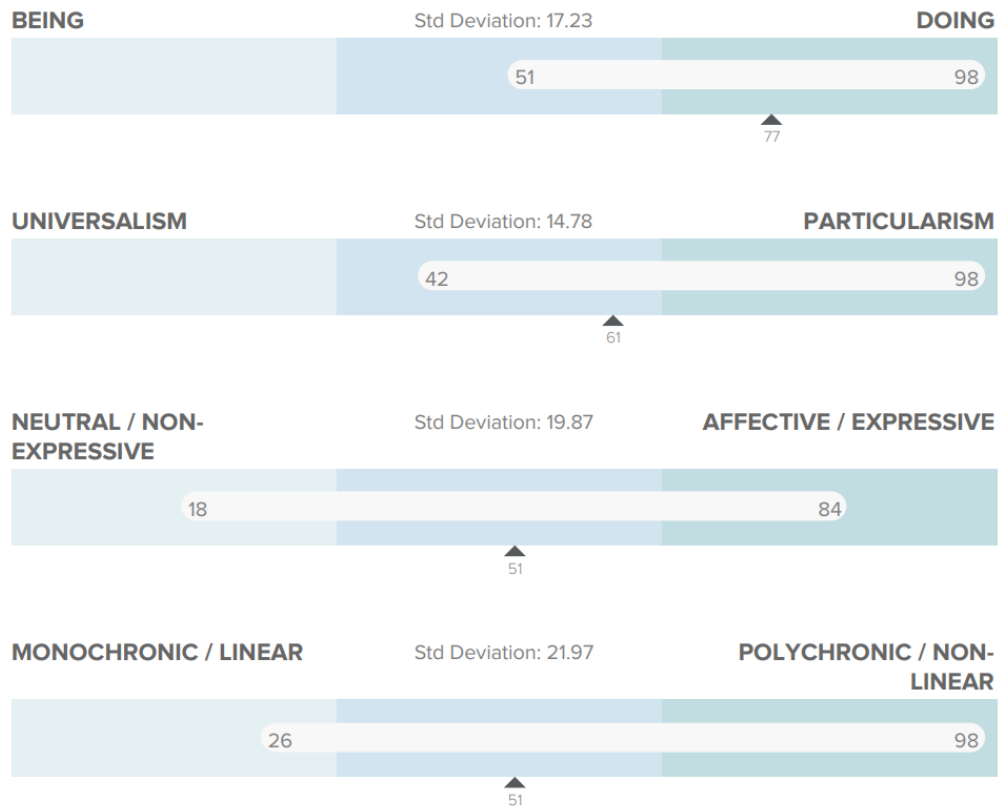 BEING Std Deviation: 17.23 DOING
51 98
77
UNIVERSALISM Std Deviation: 14.78 PARTICULARISM
42 98
61
NEUTRAL / NON- Std Deviation: 19.87 AFFECTIVE / EXPRESSIVE
EXPRESSIVE
18 84
51
MONOCHRONIC / LINEAR Std Deviation: 21.97 POLYCHRONIC / NON-
LINEAR
26 98
51